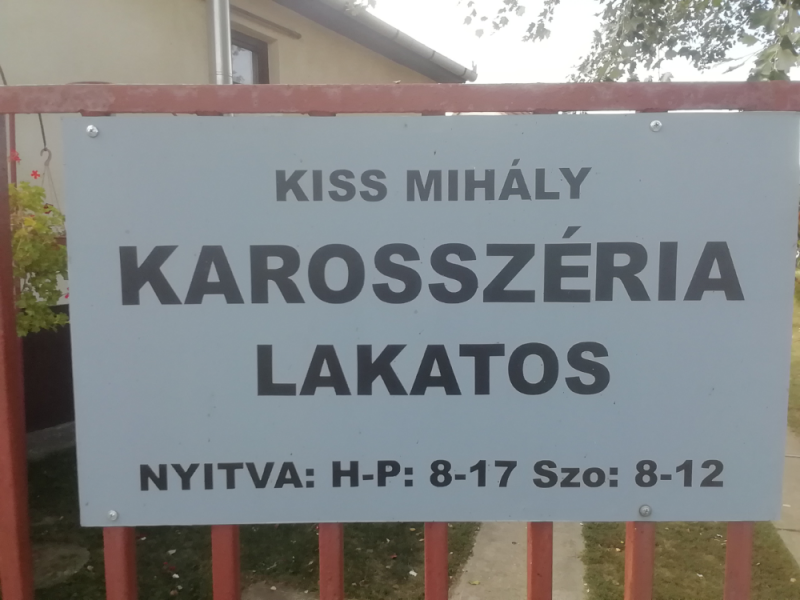 KISS MIHÁLY
KAROSSZÉRIA
LAKATOS
NYITVA: H-P: 8-17 Szo: 8-12